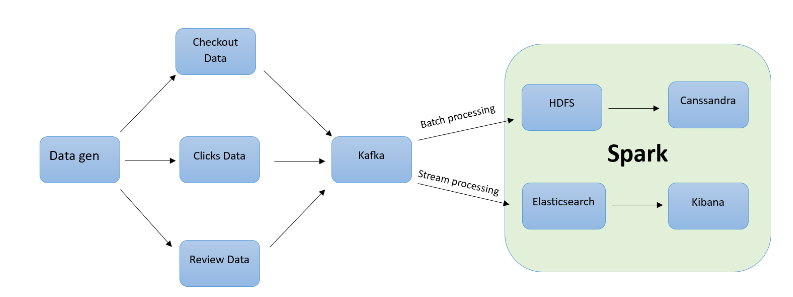 Checkout
Data
Data gen
Clicks Data
Review Data
Kafka
Batch processing
Stream processing
HDFS
Canssandra
Spark
Elasticsearch
Kibana